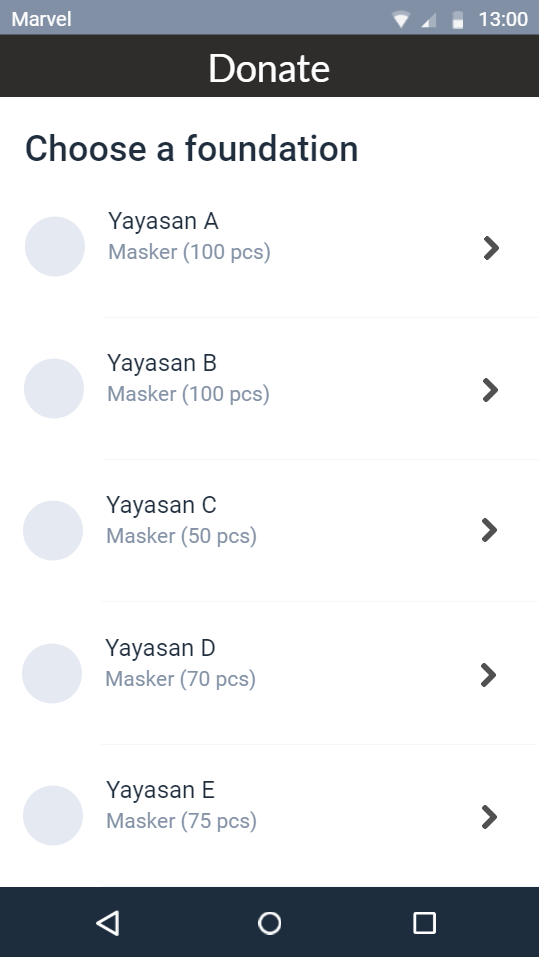 Marvel 13:00
Donate
Choose a foundation
Yayasan A
Masker (100 pcs)
Yayasan B
Masker (100 pcs)
Yayasan C
Masker (50 pcs)
Yayasan D
Masker (70 pcs)
Yayasan E
Masker (75 pcs)